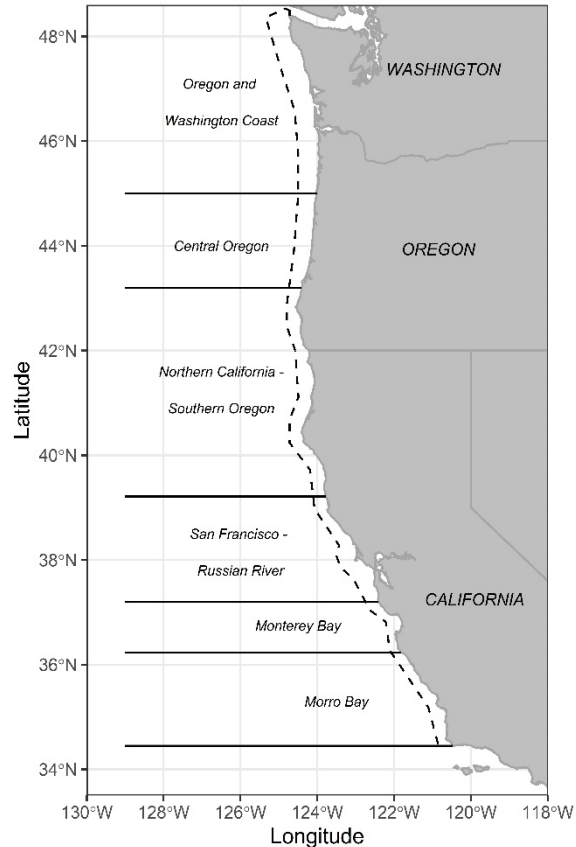 48°N
WASHINGTON
Oregon and
Washington Coast
46°N
Central Oregon
OREGON
44°N
42°N
Northern California -
Southern Oregon
Latitude
40°N
San Francisco -
38°N
Russian River
CALIFORNIA
Monterey Bay
36°N
Morro Bay
34°N
130°W 128°W 126°W 124°W 122°W 120°W 118°W
Longitude